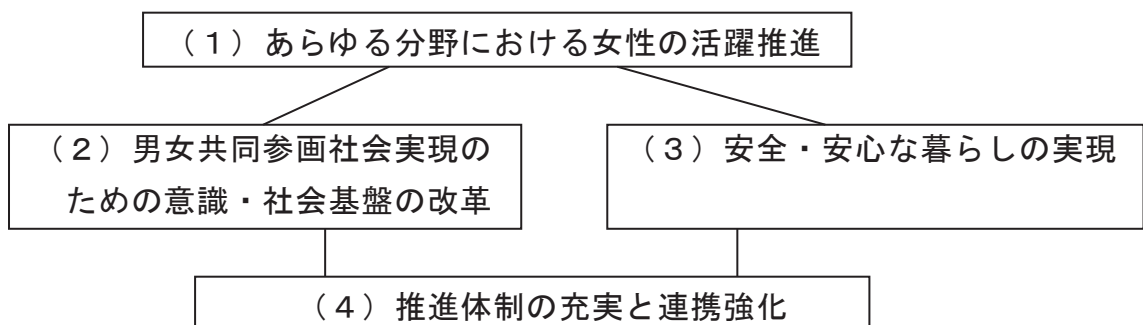 （１）あらゆる分野における女性の活躍推進
（２）男女共同参画社会実現の
ための意識・社会基盤の改革
（３）安全・安心な暮らしの実現
（４）推進体制の充実と連携強化